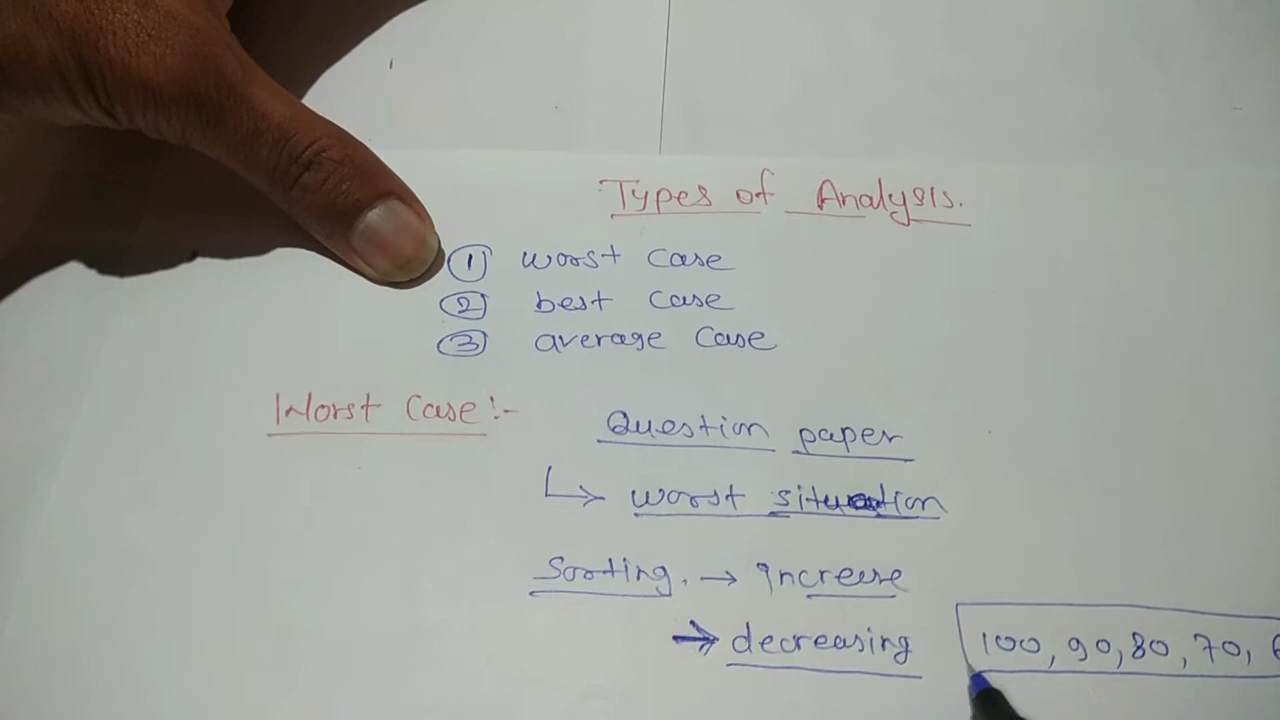 Types of Analysis.
1 worst case
2 best case
3 average case
Worst Case:-
Question paper
worst situation
Sorting. → Increase
→ decreasing 100, 90, 80, 70,